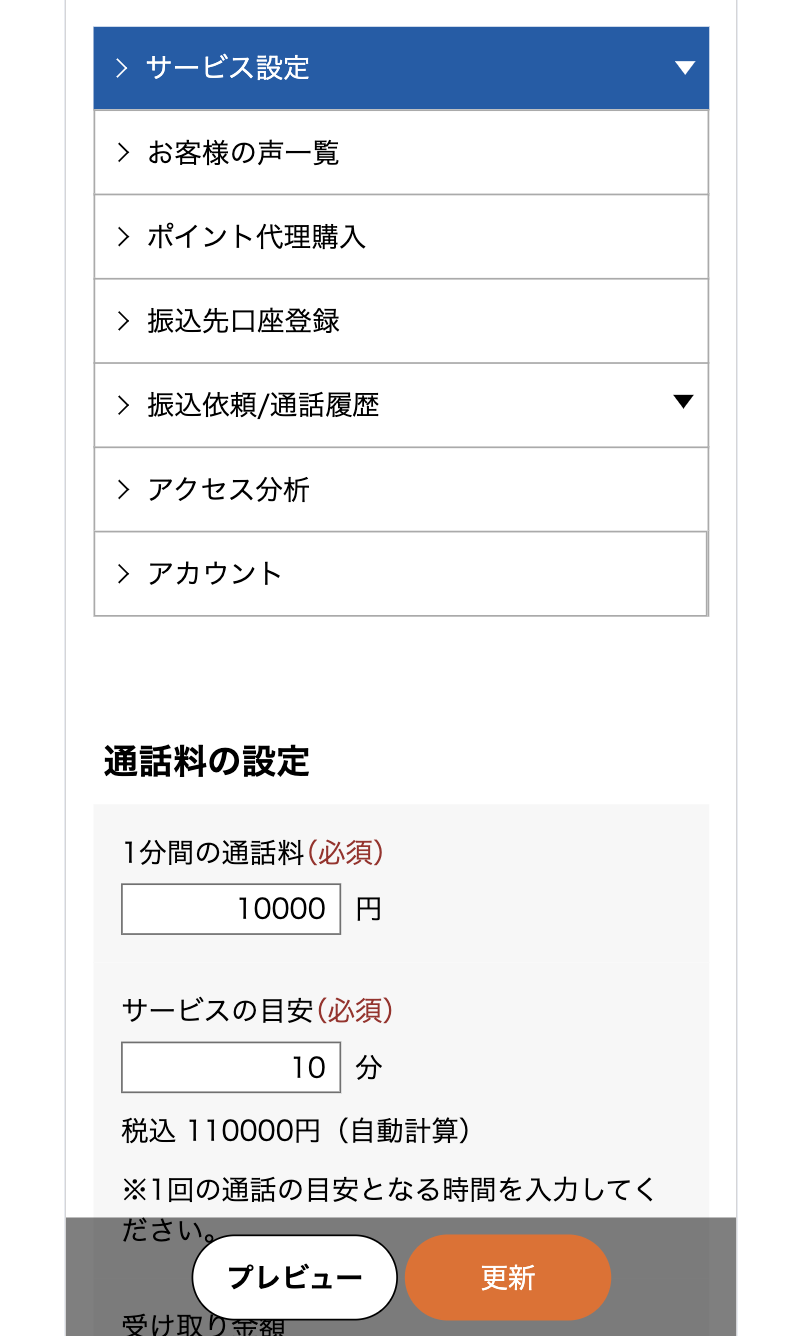 サービス設定
お客様の声一覧
ポイント代理購入
振込先口座登録
振込依頼/通話履歴
アクセス分析
アカウント
通話料の設定
1分間の通話料(必須)
10000 円
サービスの目安(必須)
10 分
税込 110000円（自動計算）
※1回の通話の目安となる時間を入力してく
ださい。
プレビュー 更新
受け取り金額